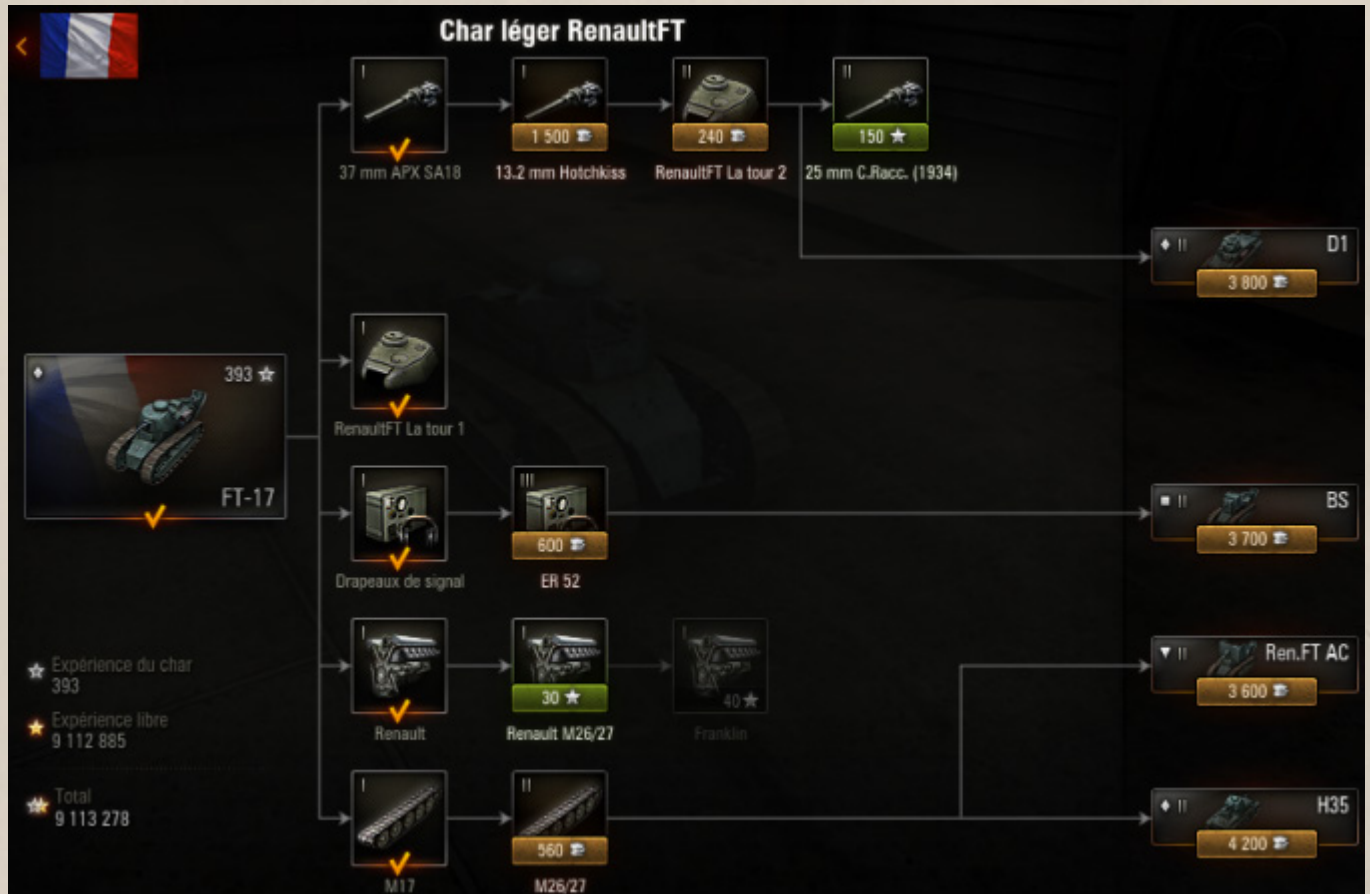 Char léger RenaultFT
I
I
II
II
1 500
240
150
37 mm APX SA18
13.2 mm Hotchkiss
RenaultFT La tour 2
25 mm C.Racc. (1934)
II
D1
3 800
I
393
RenaultFT La tour 1
FT-17
I
III
II
BS
600
3 700
Drapeaux de signal
ER 52
I
I
I
II
Ren.FT AC
Expérience du char
393
30
40
3 600
Expérience libre
9 112 885
Renault
Renault M26/27
Franklin
I
II
II
H35
Total
9 113 278
560
4 200
M17
M26/27